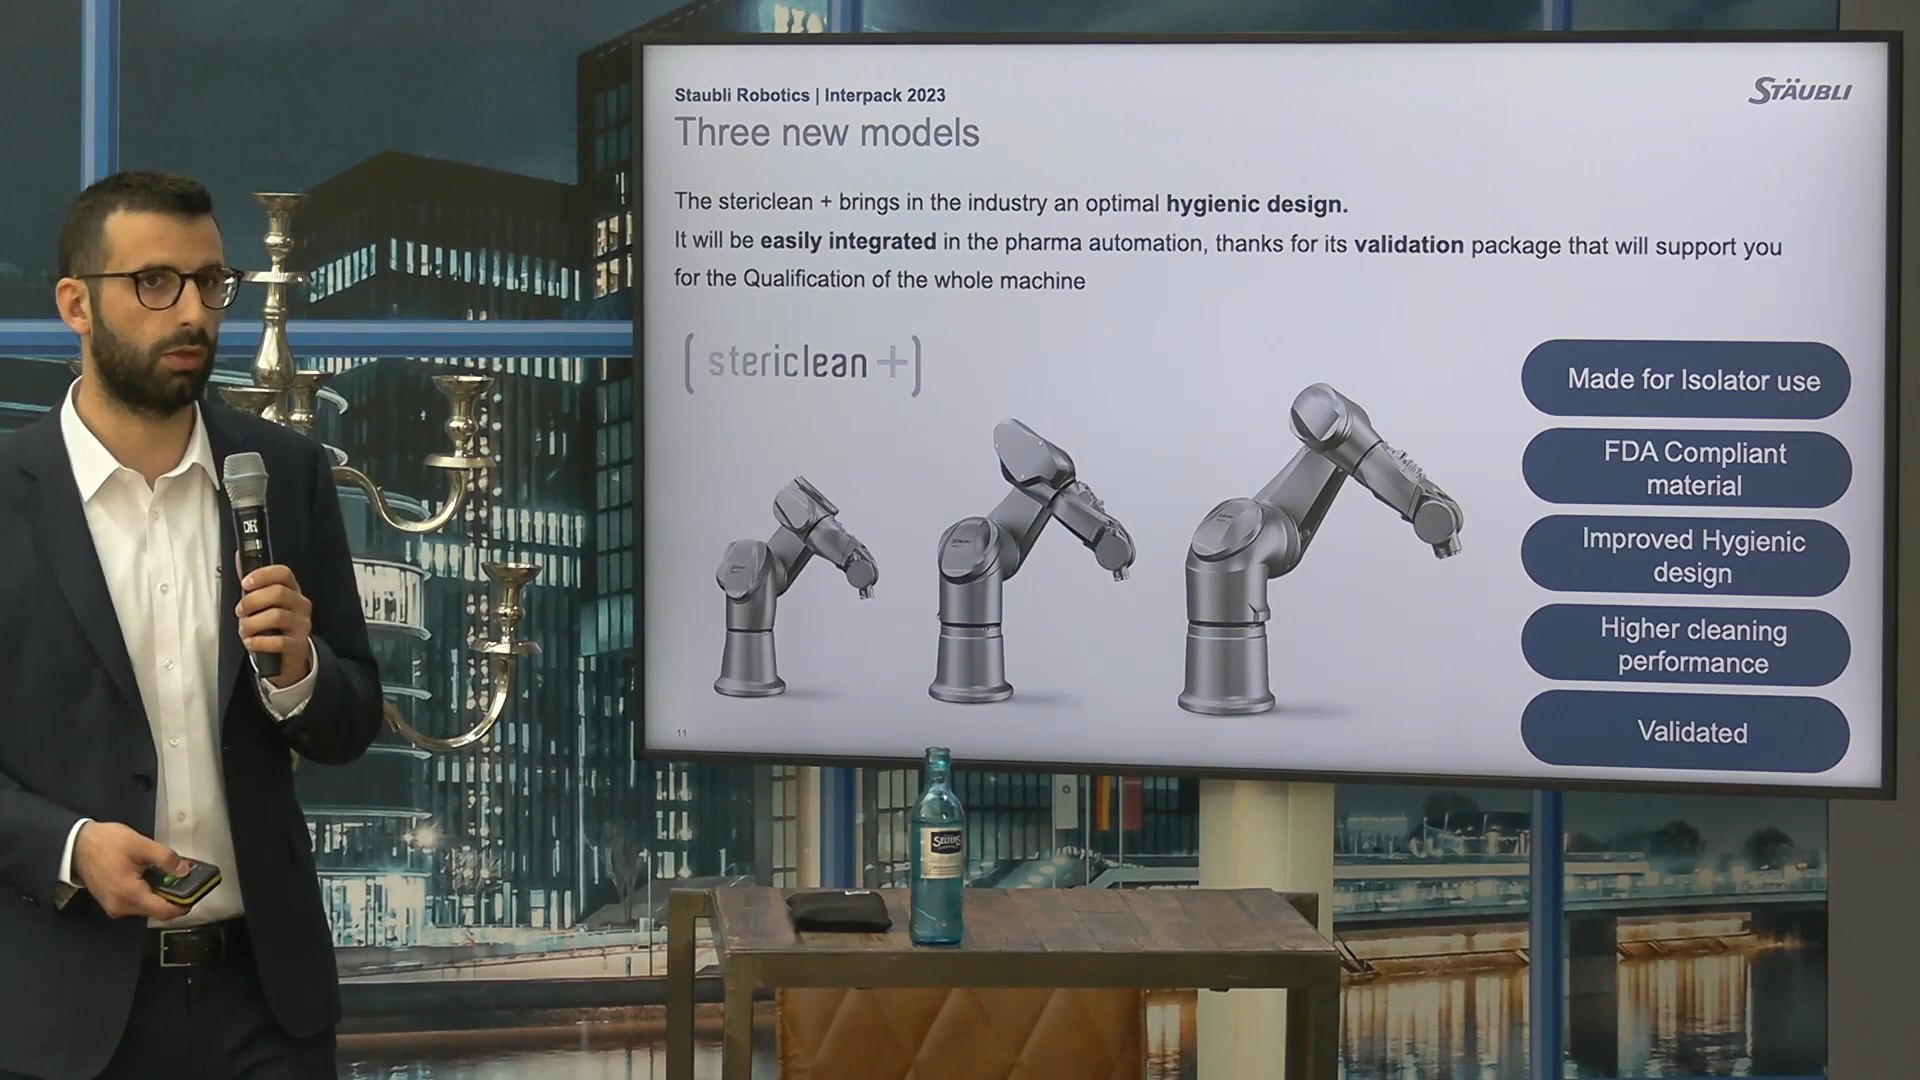 Staubli Robotics | Interpack 2023
STÄUBLI
Three new models
The stericlean + brings in the industry an optimal hygienic design.
It will be easily integrated in the pharma automation, thanks for its validation package that will support you
for the Qualification of the whole machine
[stericlean+]
Made for Isolator use
FDA Compliant
material
Improved Hygienic
design
Higher cleaning
performance
Validated
11
SELTERS